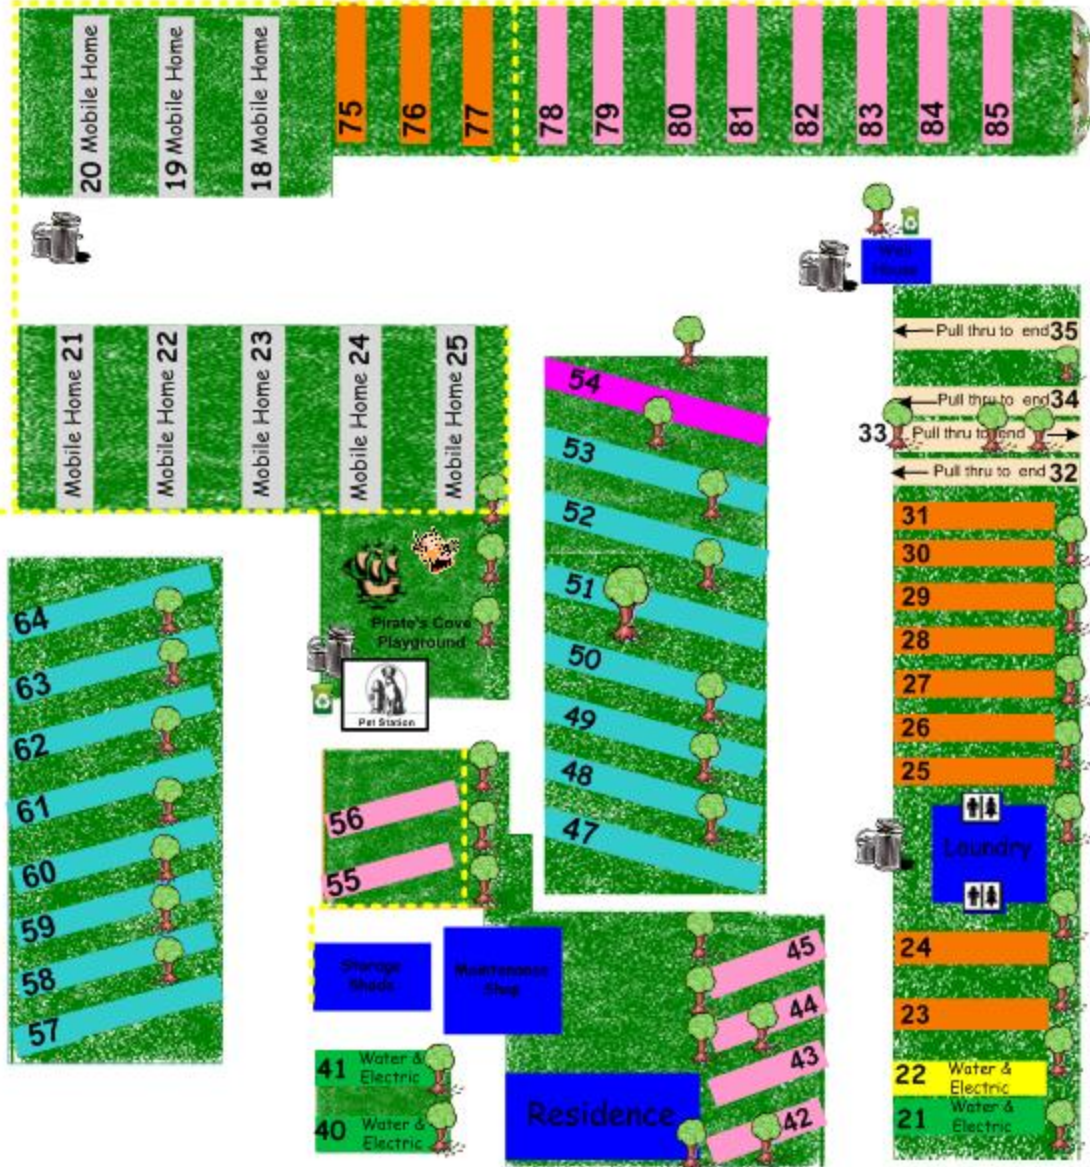 20 Mobile Home
19 Mobile Home
18 Mobile Home
75
76
77
78
79
80
81
82
83
84
85
Well
House
Mobile Home 21
Mobile Home 22
Mobile Home 23
Mobile Home 24
Mobile Home 25
Pull thru to end 35
Pull thru to end 34
33 Pull thru to end
Pull thru to end 32
54
53
52
51
50
49
48
47
31
30
29
28
27
26
25
Pirate's Cove
Playground
Pet Station
64
63
62
61
60
59
58
57
56
55
Laundry
Storage
Sheds
Maintenance
Shop
45
44
43
42
24
23
22 Water &
Electric
21 Water &
Electric
41 Water &
Electric
40 Water &
Electric
Residence